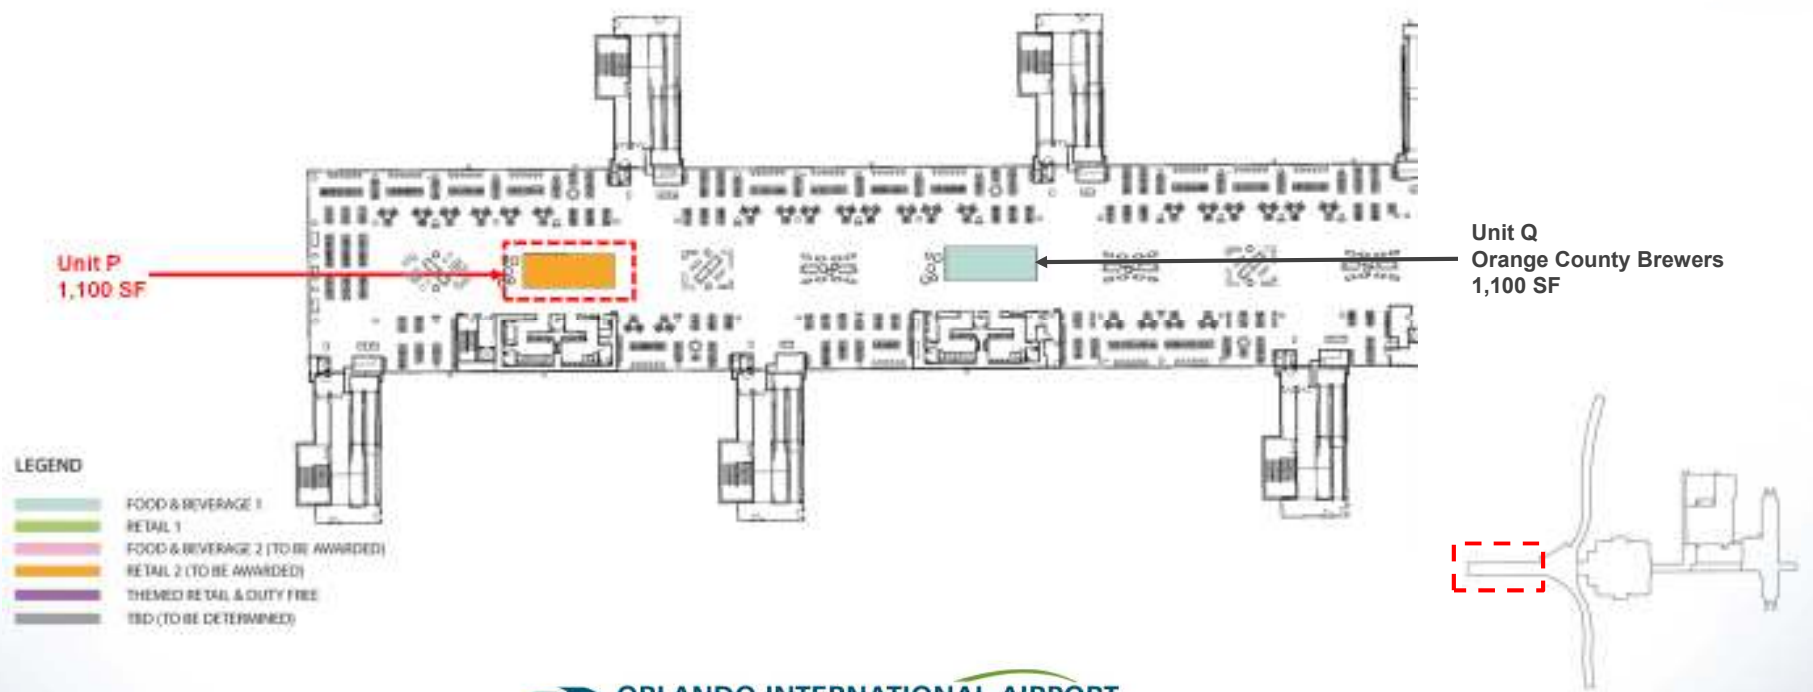 Unit P
1,100 SF
Unit Q
Orange County Brewers
1,100 SF
LEGEND
FOOD & BEVERAGE 1
RETAIL 1
FOOD & BEVERAGE 2 (TO BE AWARDED)
RETAIL 2 (TO BE AWARDED)
THEMED RETAIL & DUTY FREE
TBD (TO BE DETERMINED)
ORLANDO INTERNATIONAL AIRPORT